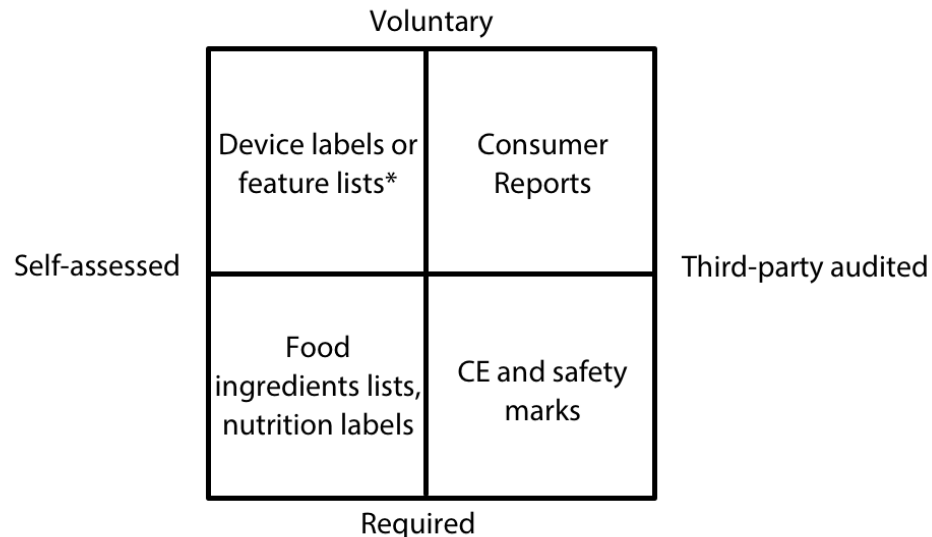 Voluntary
Device labels or
feature lists*
Consumer
Reports
Self-assessed
Third-party audited
Food
ingredients lists,
nutrition labels
CE and safety
marks
Required